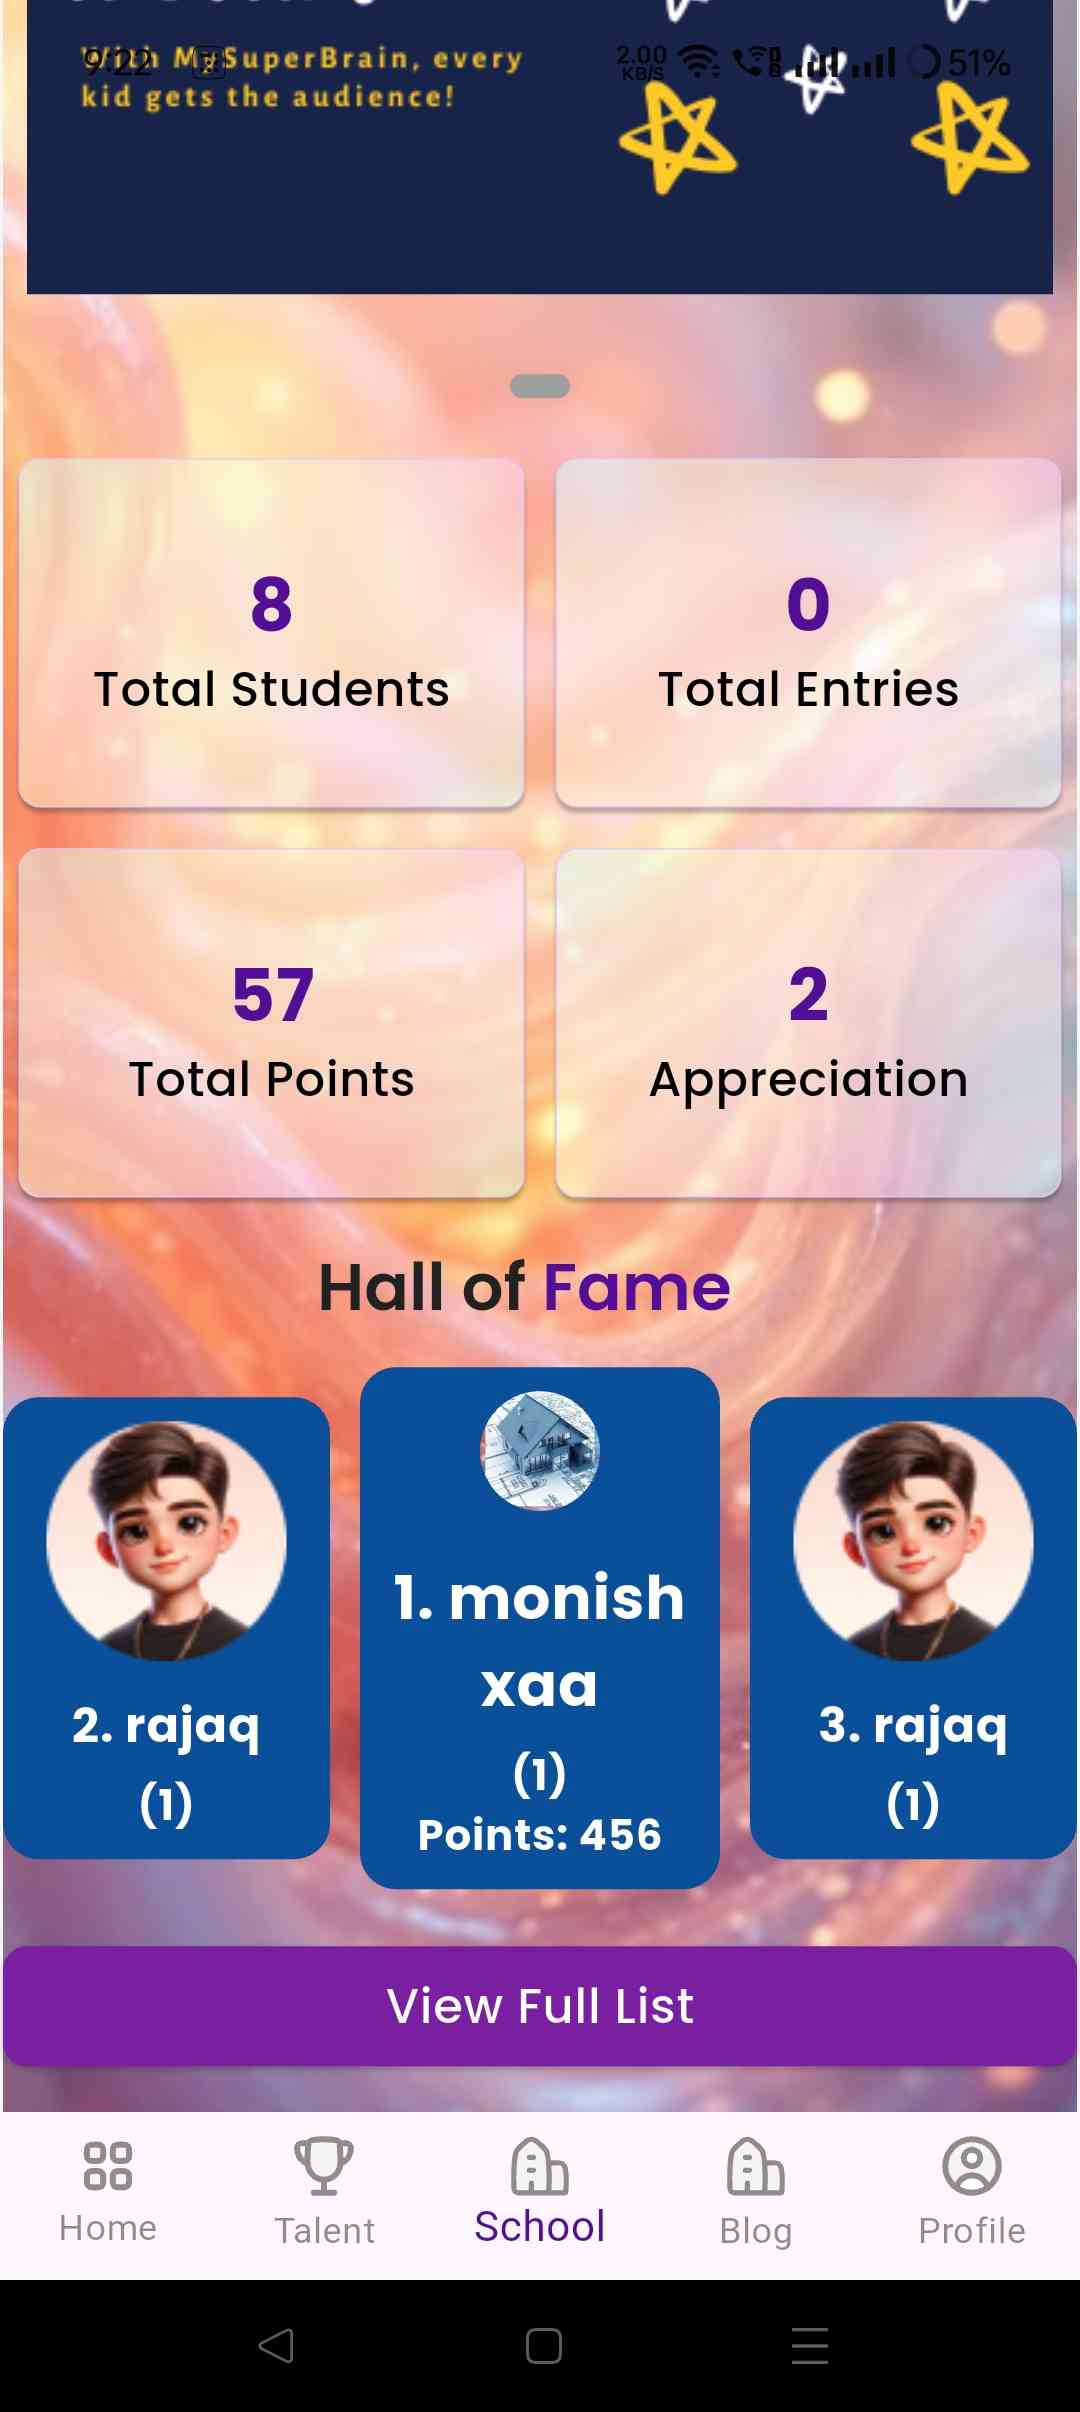 With MySuperBrain, every
kid gets the audience!
9:22
2.00
KB/S
51%
8
Total Students
0
Total Entries
57
Total Points
2
Appreciation
Hall of Fame
1. monish
xaa
(1)
Points: 456
2. rajaq
(1)
3. rajaq
(1)
View Full List
Home
Talent
School
Blog
Profile